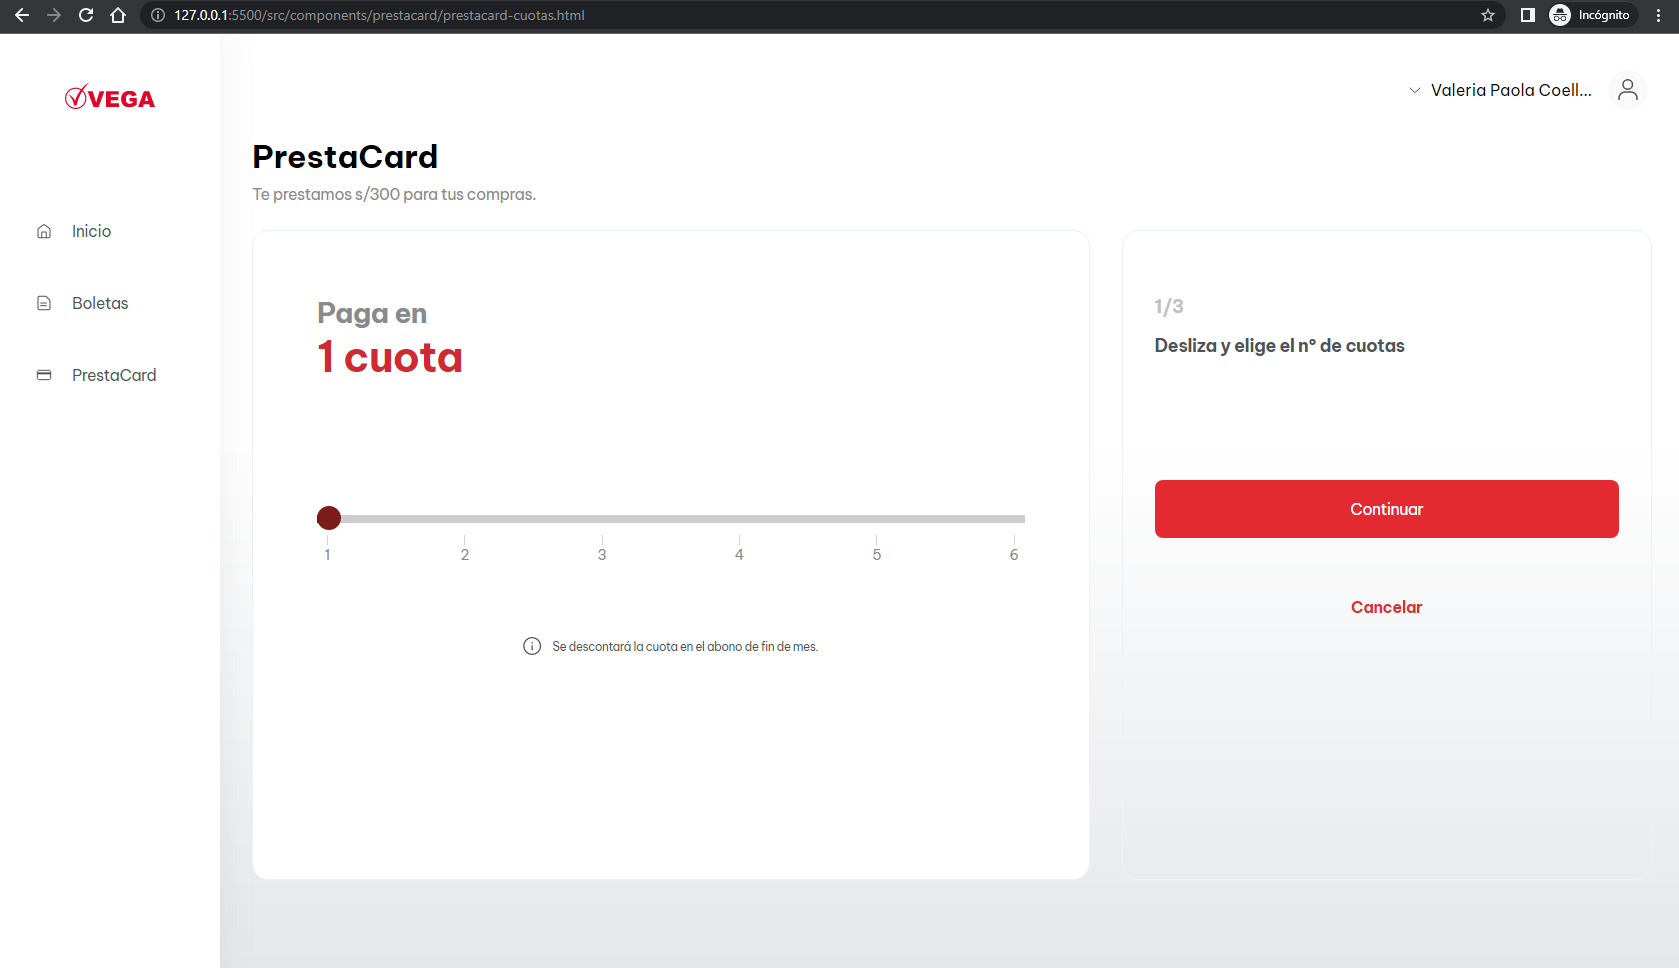 127.0.0.1:5500/src/components/prestacard/prestacard-cuotas.html
Incógnito
VEGA
Valeria Paola Coell...
PrestaCard
Te prestamos s/300 para tus compras.
Inicio
Boletas
PrestaCard
Paga en
1 cuota
1 2 3 4 5 6
Se descontará la cuota en el abono de fin de mes.
1/3
Desliza y elige el n° de cuotas
Continuar
Cancelar